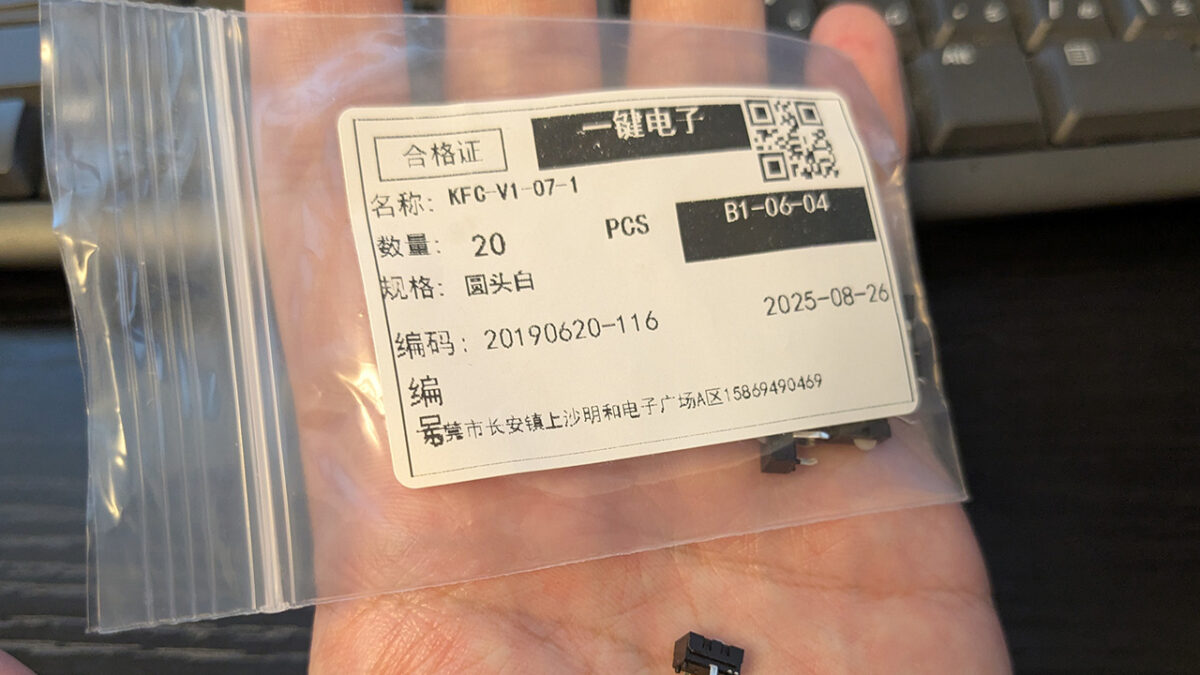 合格证
一键电子
名称: KFC-V1-07-1
数量: 20 PCS
B1-06-04
规格: 圆头白
2025-08-26
编码: 20190620-116
编
莞市长安镇上沙明和电子广场A区15869490469
Alt